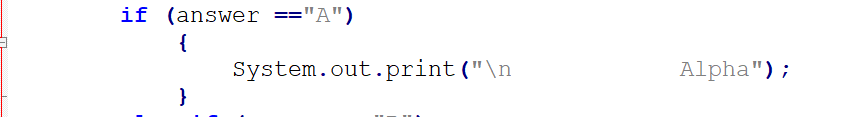 if (answer =="A")
{
System.out.print("\n            Alpha");
}